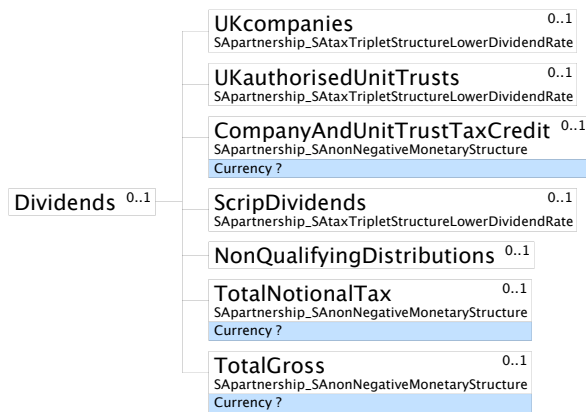 UKcompanies 0..1
SApartnership_SAtaxTripletStructureLowerDividendRate
UKauthorisedUnitTrusts 0..1
SApartnership_SAtaxTripletStructureLowerDividendRate
CompanyAndUnitTrustTaxCredit 0..1
SApartnership_SAnonNegativeMonetaryStructure
Currency ?
Dividends 0..1
ScripDividends 0..1
SApartnership_SAtaxTripletStructureLowerDividendRate
NonQualifyingDistributions 0..1
TotalNotionalTax 0..1
SApartnership_SAnonNegativeMonetaryStructure
Currency ?
TotalGross 0..1
SApartnership_SAnonNegativeMonetaryStructure
Currency ?